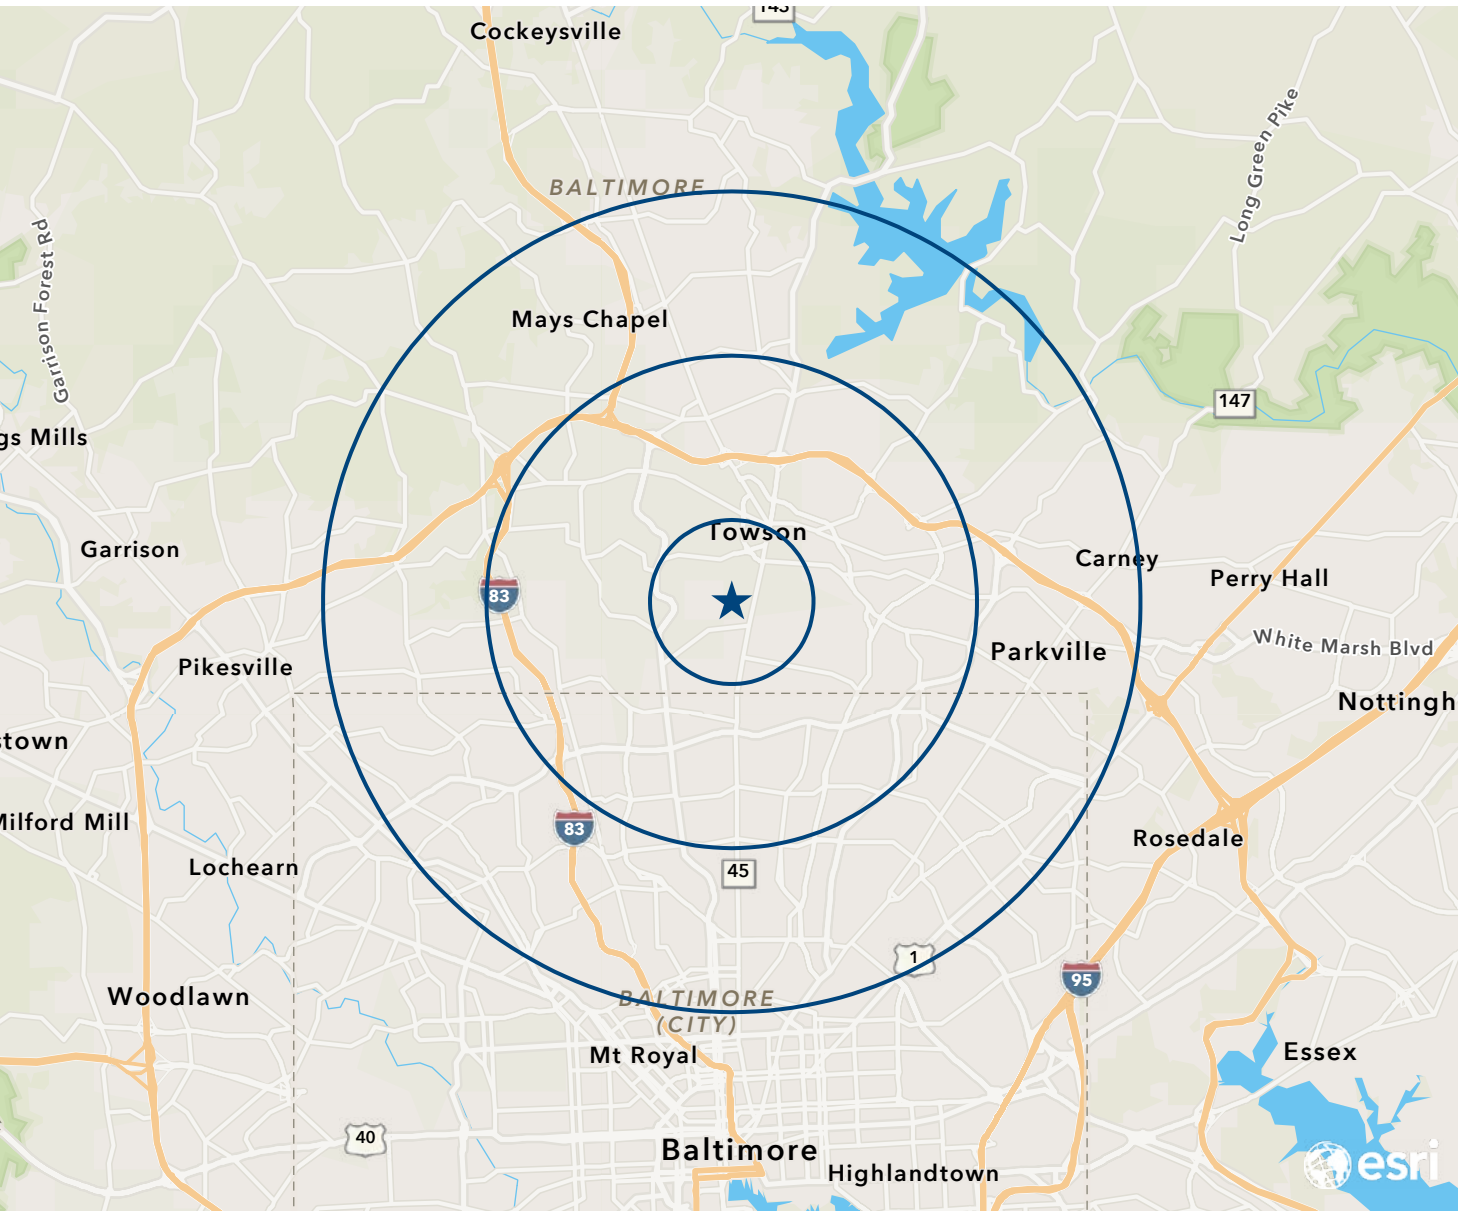 143
Cockeysville
Long Green Pike
BALTIMORE
Garrison Forest Rd
Mays Chapel
147
gs Mills
Towson
Garrison
Carney
Perry Hall
83
White Marsh Blvd
Parkville
Pikesville
Nottingh
stown
Milford Mill
83
Rosedale
Lochearn
45
1
95
Woodlawn
BALTIMORE
(CITY)
Mt Royal
Essex
40
Baltimore
Highlandtown
esri